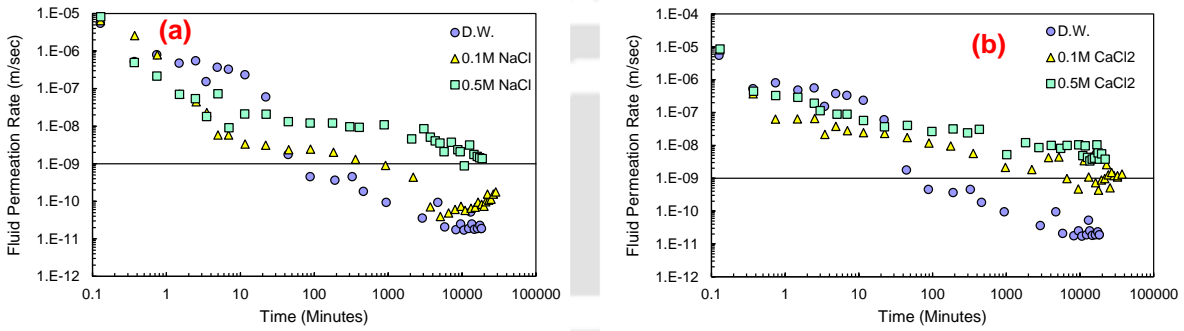 (a)
D.W.
0.1M NaCl
0.5M NaCl
Fluid Permeation Rate (m/sec)
1.E-05
1.E-06
1.E-07
1.E-08
1.E-09
1.E-10
1.E-11
1.E-12
0.1 1 10 100 1000 10000 100000
Time (Minutes)
(b)
D.W.
0.1M CaCl2
0.5M CaCl2
Fluid Permeation Rate (m/sec)
1.E-04
1.E-05
1.E-06
1.E-07
1.E-08
1.E-09
1.E-10
1.E-11
1.E-12
0.1 1 10 100 1000 10000 100000
Time (Minutes)